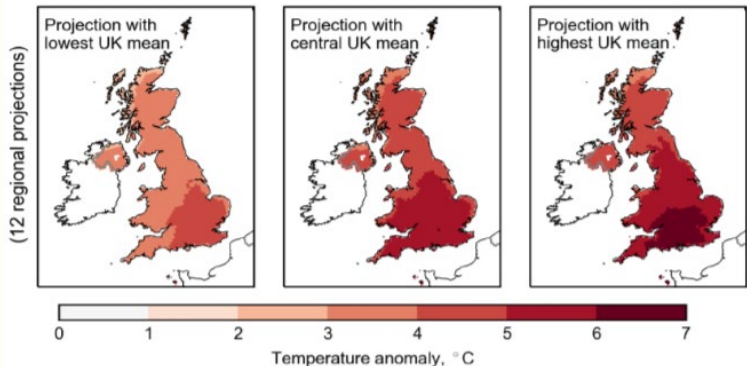 Projection with
lowest UK mean
Projection with
central UK mean
Projection with
highest UK mean
(12 regional projections)
0 1 2 3 4 5 6 7
Temperature anomaly, °C